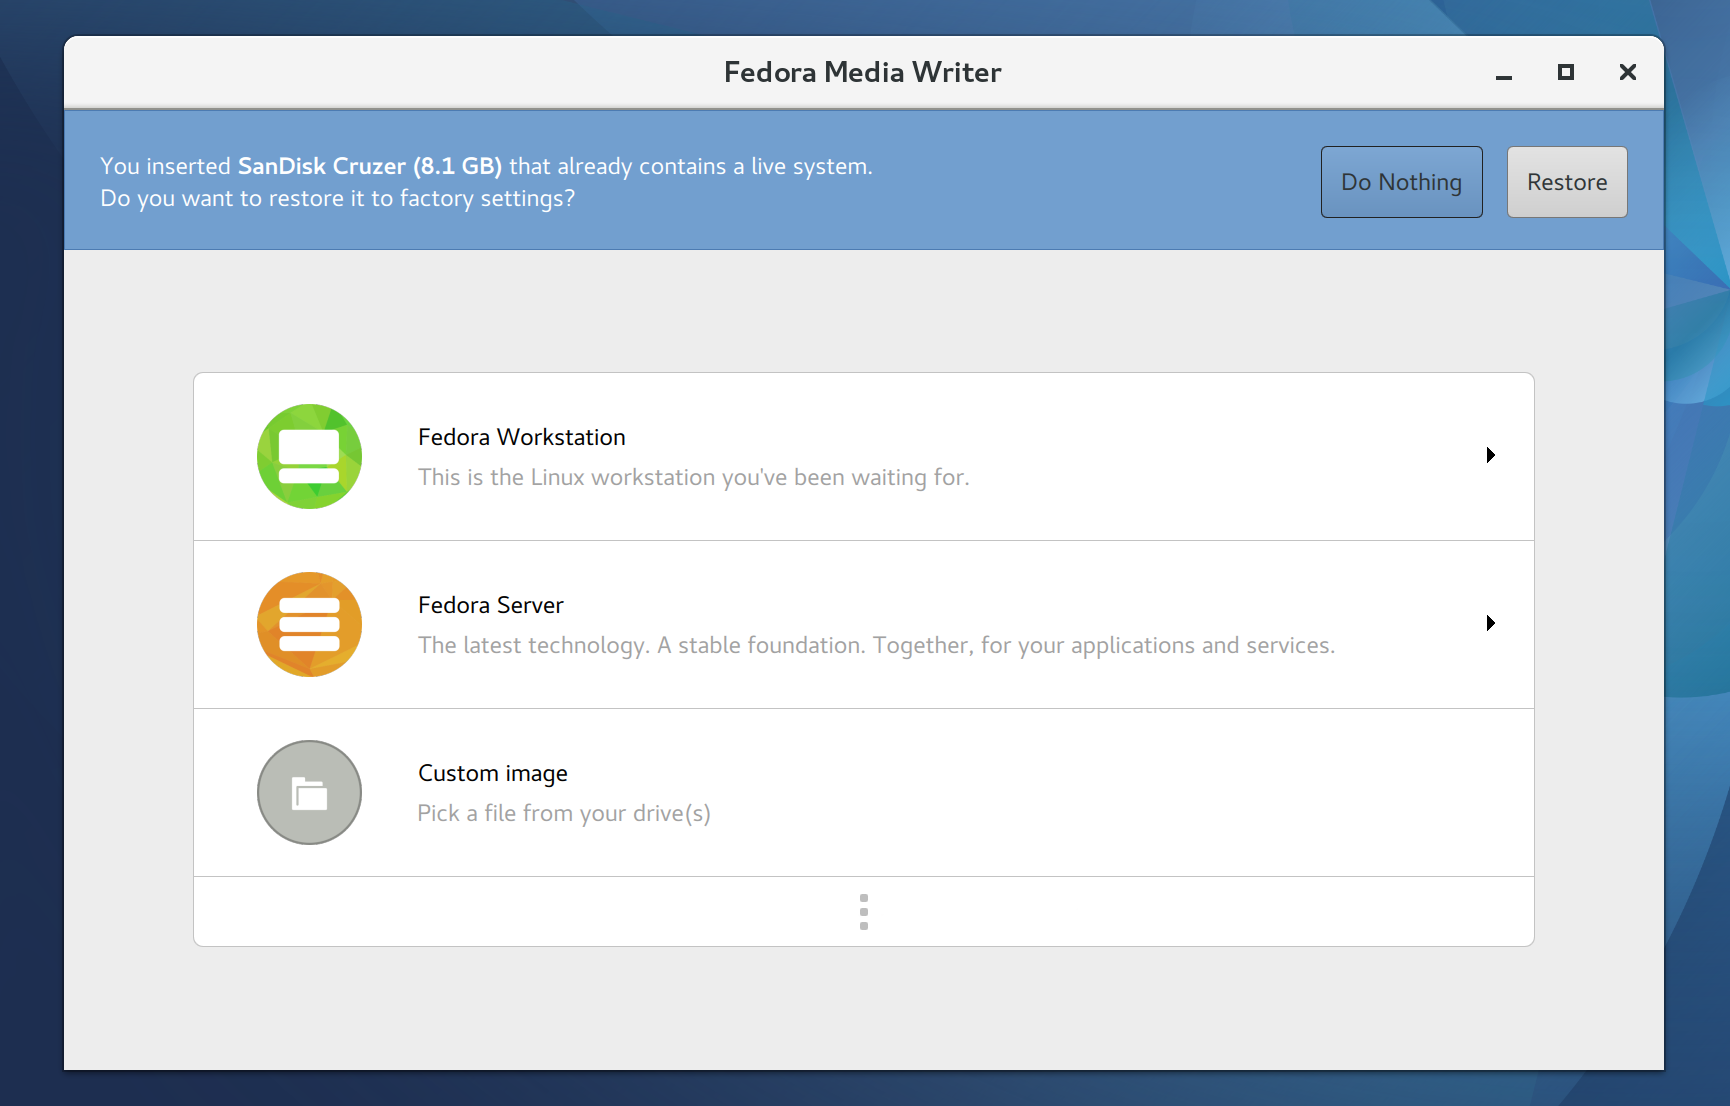 Fedora Media Writer
You inserted SanDisk Cruzer (8.1 GB) that already contains a live system.
Do you want to restore it to factory settings?
Do Nothing
Restore
Fedora Workstation
This is the Linux workstation you've been waiting for.
Fedora Server
The latest technology. A stable foundation. Together, for your applications and services.
Custom image
Pick a file from your drive(s)